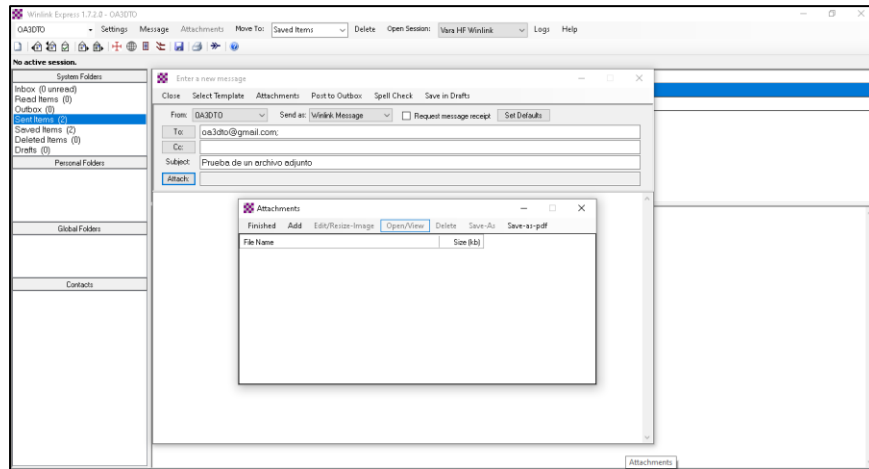 Winlink Express 1.7.2.0 - OA3DTO
OA3DTO Settings Message Attachments Move To: Saved Items Delete Open Session: Vara HF Winlink Logs Help
No active session.
System Folders
Inbox (0 unread)
Read Items (0)
Outbox (0)
Sent Items (2)
Saved Items (2)
Deleted Items (0)
Drafts (0)
Personal Folders
Global Folders
Contacts
Enter a new message
Close Select Template Attachments Post to Outbox Spell Check Save in Drafts
From: OA3DTO Send as: Winlink Message Request message receipt Set Defaults
To: oa3dto@gmail.com;
Cc:
Subject: Prueba de un archivo adjunto
Attach:
Attachments
Finished Add Edit/Resize-Image Open/View Delete Save-As Save-as-pdf
File Name Size (kb)
Attachments